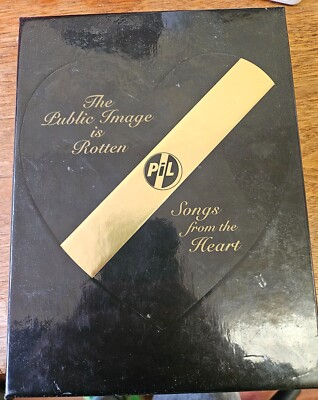 The
Public Image
is
Rotten
PiL
Songs
from the
Heart